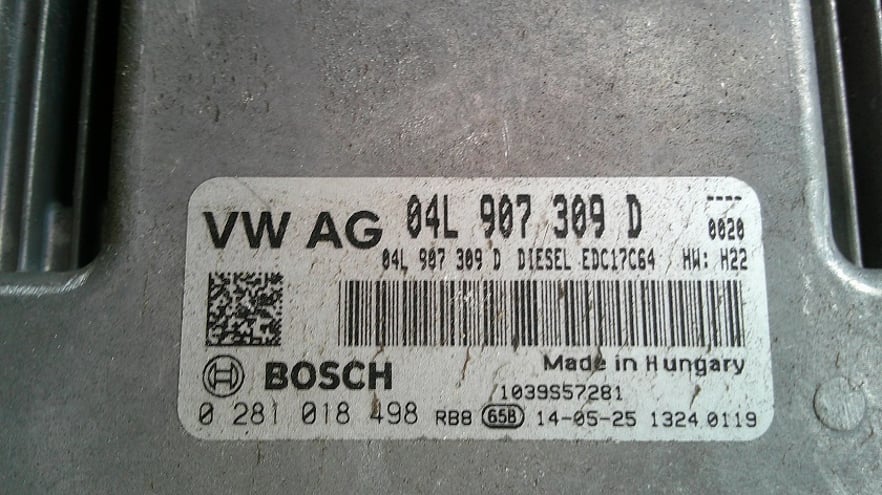 VW AG 04L 907 309 D ----
0020
04L 907 309 D DIESEL EDC17C64 HW: H22
Made in Hungary
BOSCH
1039S57281
0 281 018 498 RB8 65B 14-05-25 1324 0119